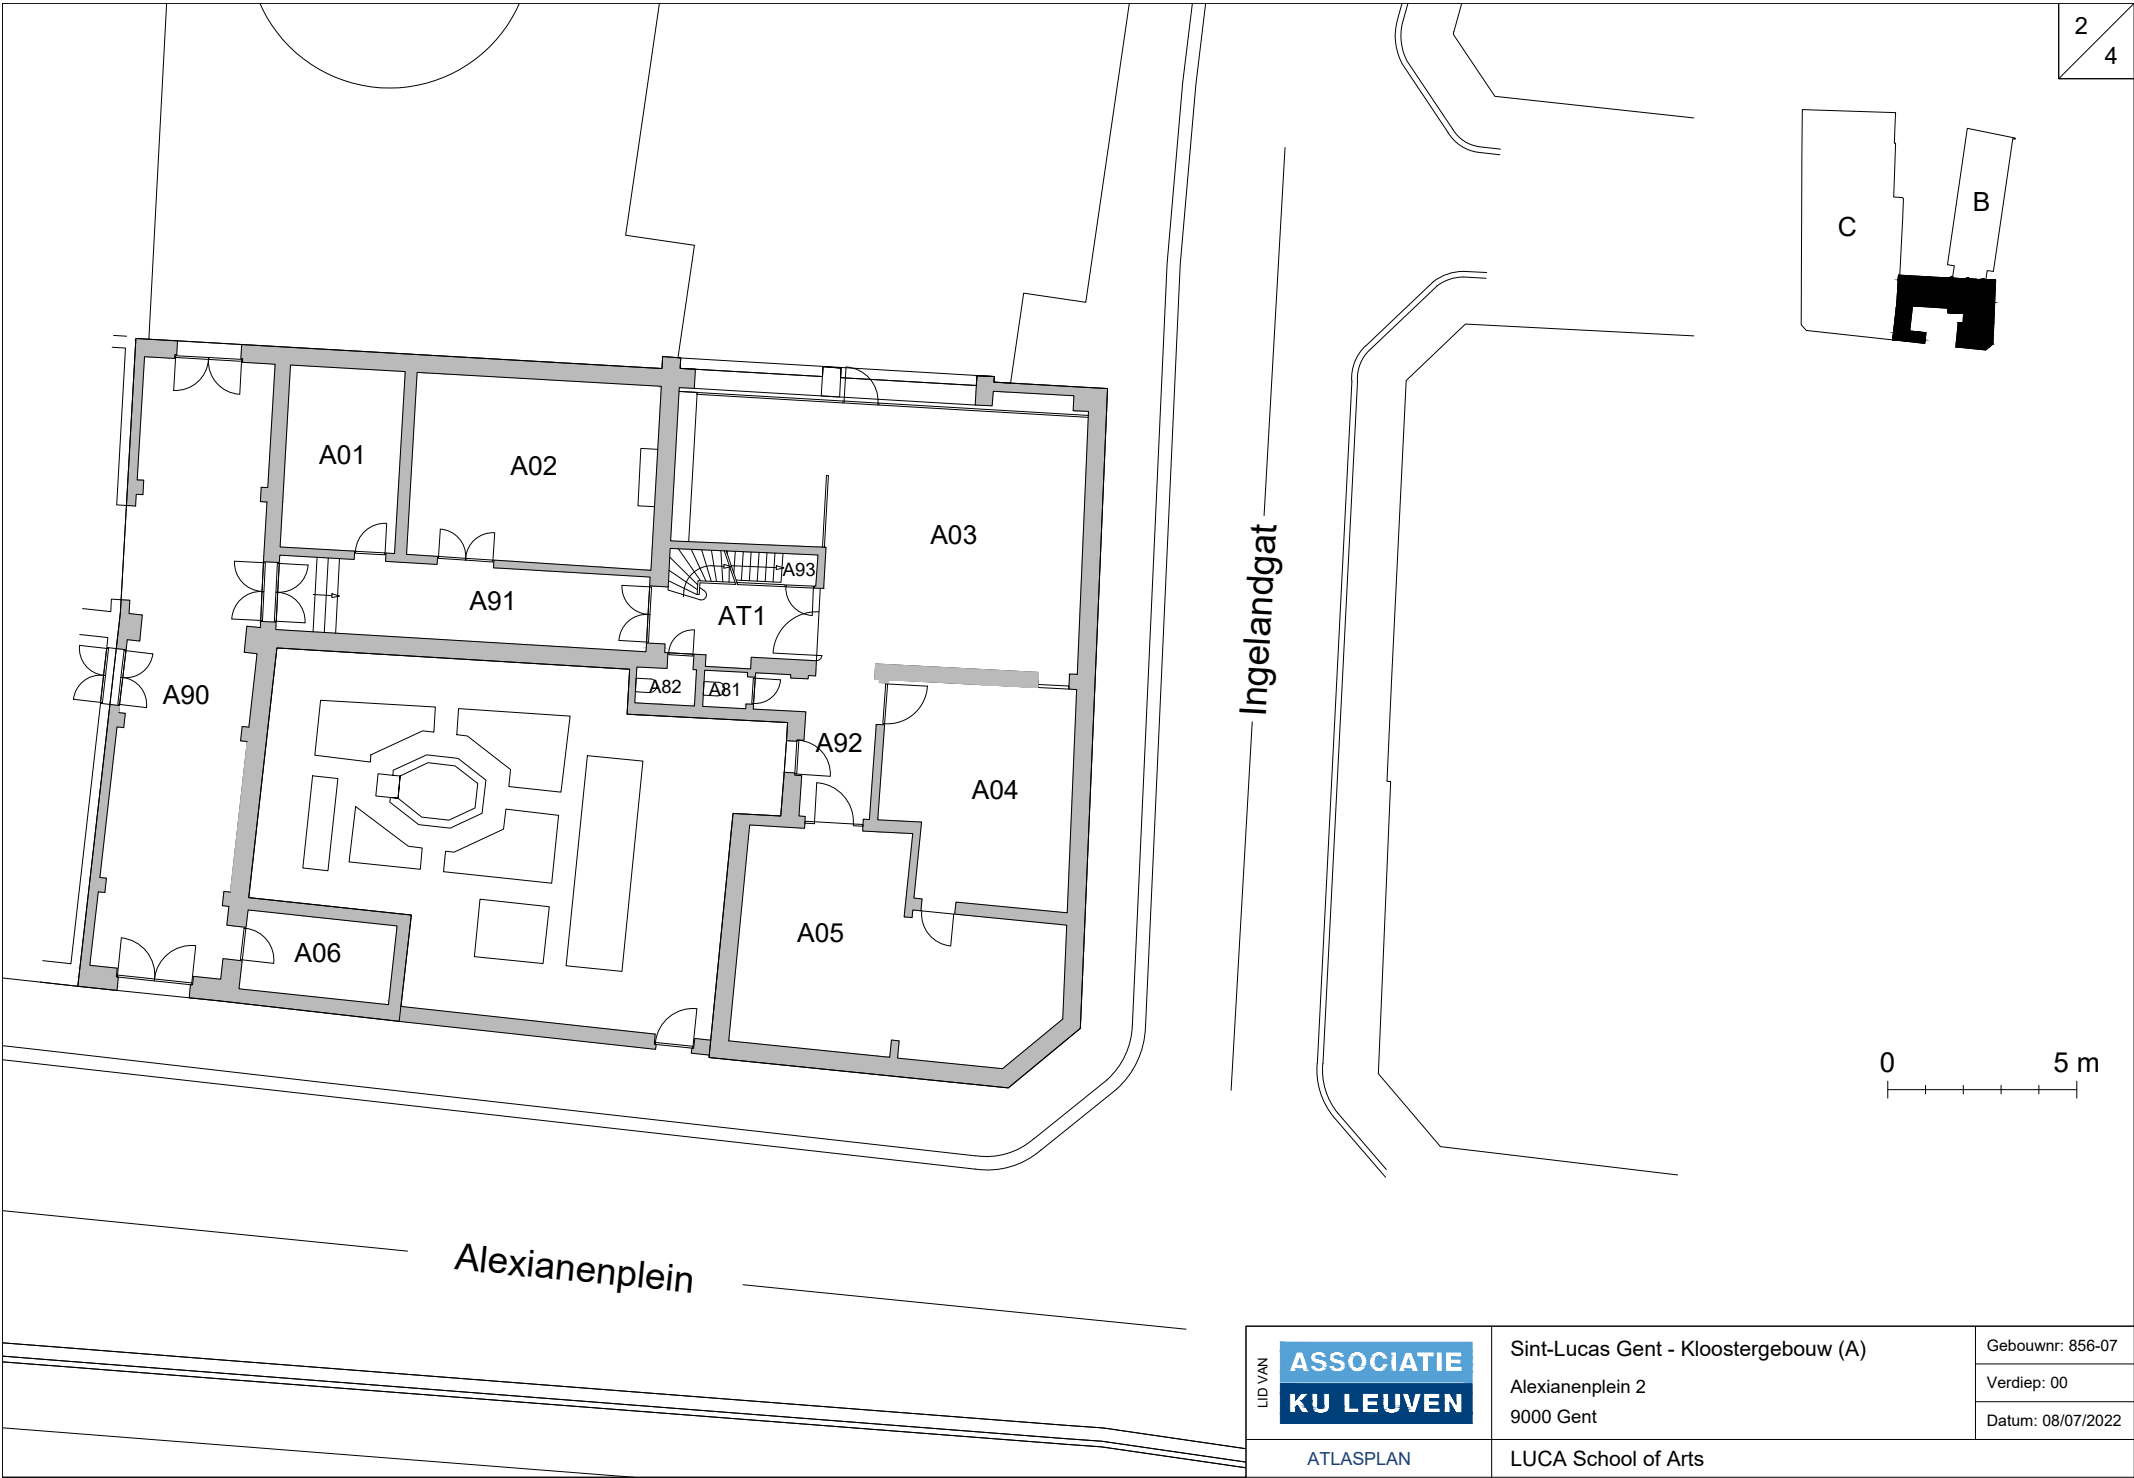 2
4
C
B
A01
A02
A03
A93
A91
AT1
A82
A81
A90
A92
A04
A05
A06
Ingelandgat
0 5 m
Alexianenplein
LID VAN
ASSOCIATIE
KU LEUVEN
ATLASPLAN
Sint-Lucas Gent - Kloostergebouw (A)
Alexianenplein 2
9000 Gent
LUCA School of Arts
Gebouwnr: 856-07
Verdiep: 00
Datum: 08/07/2022